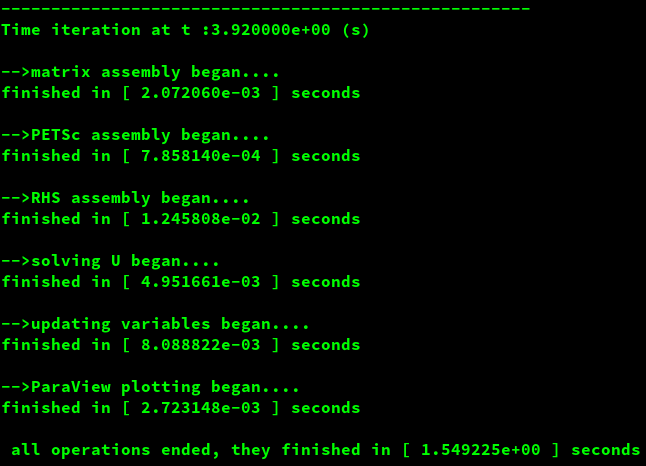 -----------------------------------------------------
Time iteration at t :3.920000e+00 (s)
-->matrix assembly began....
finished in [ 2.072060e-03 ] seconds
-->PETSc assembly began....
finished in [ 7.858140e-04 ] seconds
-->RHS assembly began....
finished in [ 1.245808e-02 ] seconds
-->solving U began....
finished in [ 4.951661e-03 ] seconds
-->updating variables began....
finished in [ 8.088822e-03 ] seconds
-->ParaView plotting began....
finished in [ 2.723148e-03 ] seconds
all operations ended, they finished in [ 1.549225e+00 ] seconds